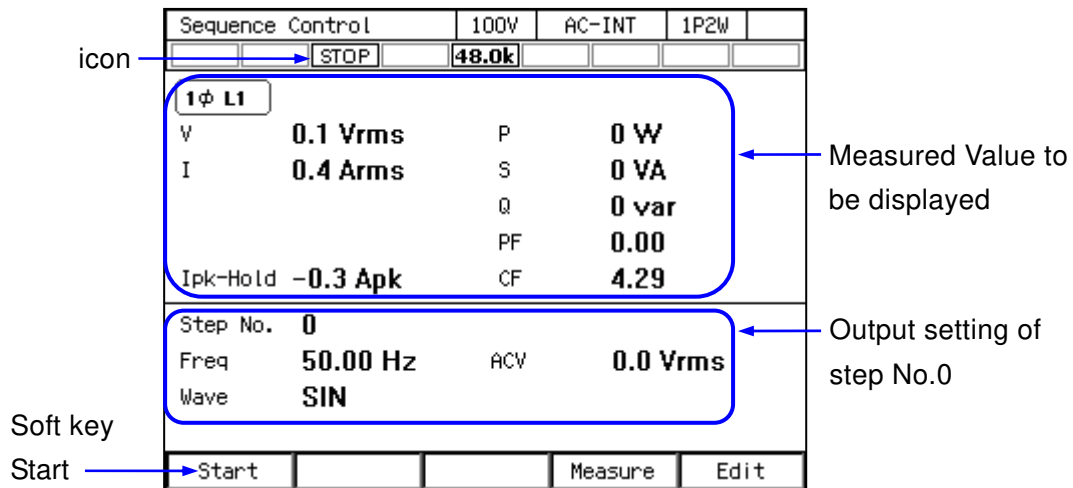 Sequence Control 100V AC-INT 1P2W
icon STOP 48.0k
1ϕ L1
V 0.1 Vrms P 0 W
I 0.4 Arms S 0 VA
Q 0 var
PF 0.00
Ipk-Hold -0.3 Apk CF 4.29
Measured Value to
be displayed
Step No. 0
Freq 50.00 Hz ACV 0.0 Vrms
Wave SIN
Output setting of
step No.0
Soft key
Start
Start Measure Edit